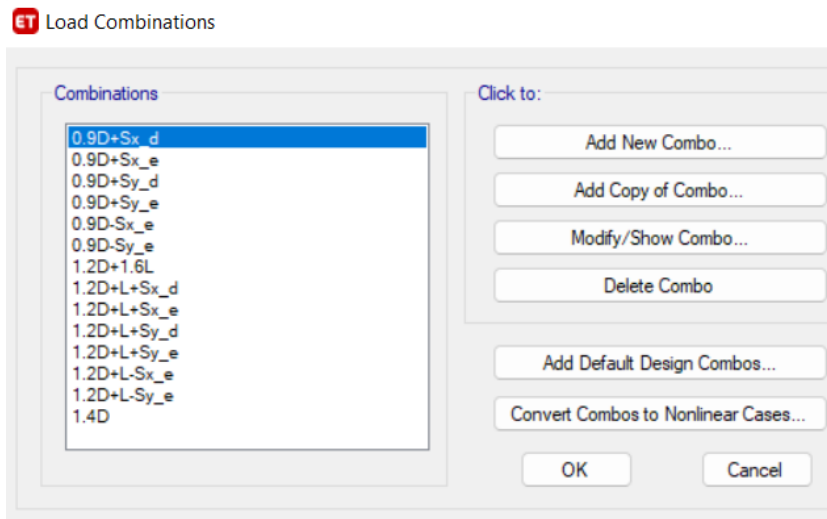 ET Load Combinations
Combinations
0.9D+Sx_d
0.9D+Sx_e
0.9D+Sy_d
0.9D+Sy_e
0.9D-Sx_e
0.9D-Sy_e
1.2D+1.6L
1.2D+L+Sx_d
1.2D+L+Sx_e
1.2D+L+Sy_d
1.2D+L+Sy_e
1.2D+L-Sx_e
1.2D+L-Sy_e
1.4D
Click to:
Add New Combo...
Add Copy of Combo...
Modify/Show Combo...
Delete Combo
Add Default Design Combos...
Convert Combos to Nonlinear Cases...
OK
Cancel